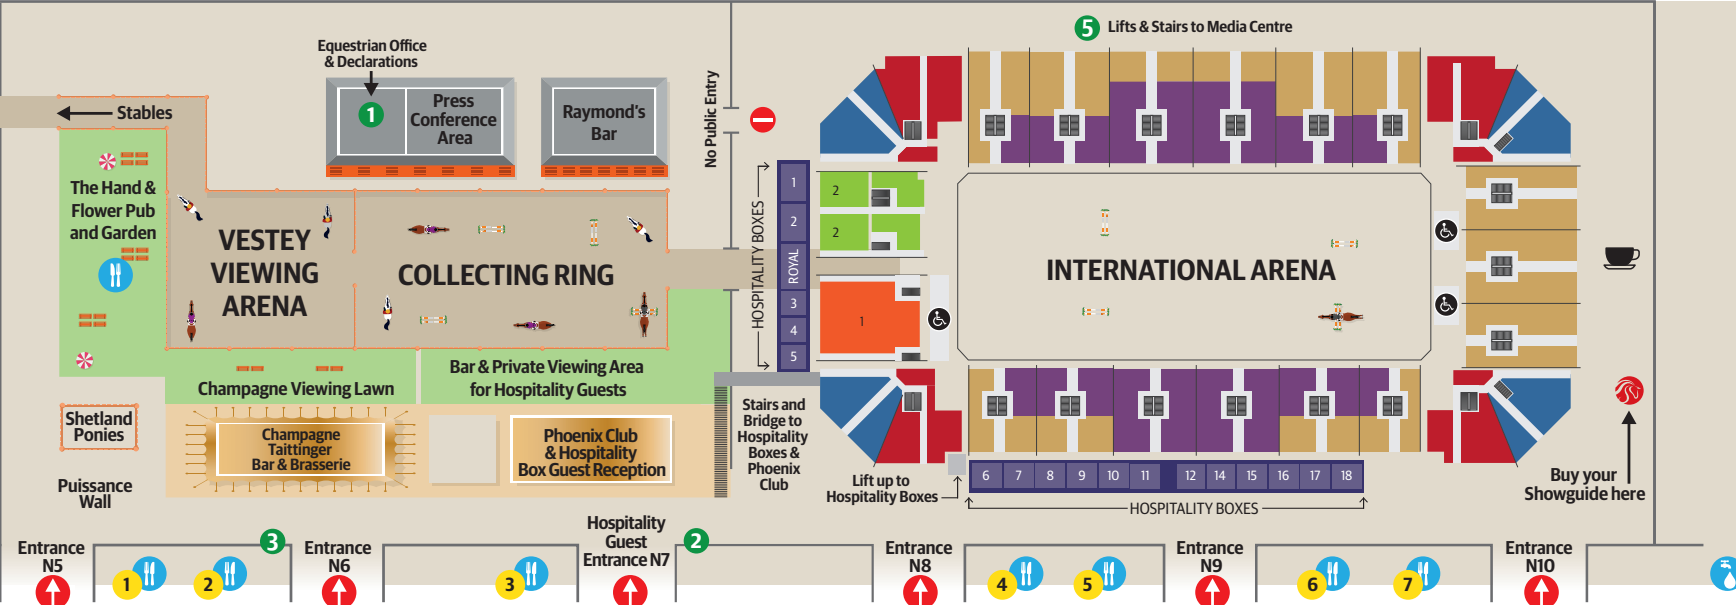 5 Lifts & Stairs to Media Centre
Equestrian Office
& Declarations
Stables
1
Press
Conference
Area
Raymond's
Bar
No Public Entry
The Hand &
Flower Pub
and Garden
VESTEY
VIEWING
ARENA
COLLECTING RING
HOSPITALITY BOXES
1
2
ROYAL
3
4
5
2
2
1
INTERNATIONAL ARENA
Champagne Viewing Lawn
Bar & Private Viewing Area
for Hospitality Guests
Shetland
Ponies
Champagne
Taittinger
Bar & Brasserie
Phoenix Club
& Hospitality
Box Guest Reception
Stairs and
Bridge to
Hospitality
Boxes &
Phoenix
Club
Puissance
Wall
Lift up to
Hospitality Boxes
6 7 8 9 10 11 12 14 15 16 17 18
HOSPITALITY BOXES
Buy your
Showguide here
Entrance
N5
1
2
3
Entrance
N6
3
Hospitality
Guest
Entrance N7
2
Entrance
N8
4
5
Entrance
N9
6
7
Entrance
N10